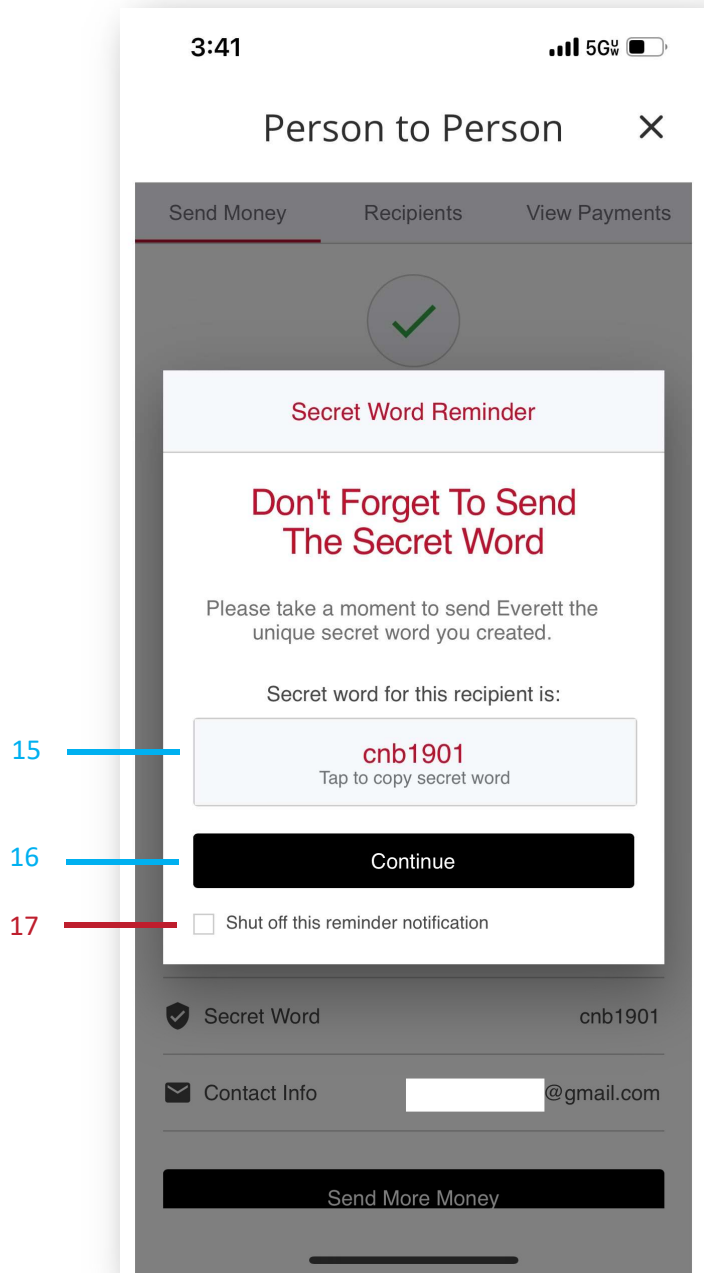 3:41 5GUW
Person to Person ×
Send Money Recipients View Payments
Secret Word Reminder
Don't Forget To Send
The Secret Word
Please take a moment to send Everett the
unique secret word you created.
Secret word for this recipient is:
15
cnb1901
Tap to copy secret word
16 Continue
17 Shut off this reminder notification
Secret Word cnb1901
Contact Info @gmail.com
Send More Money